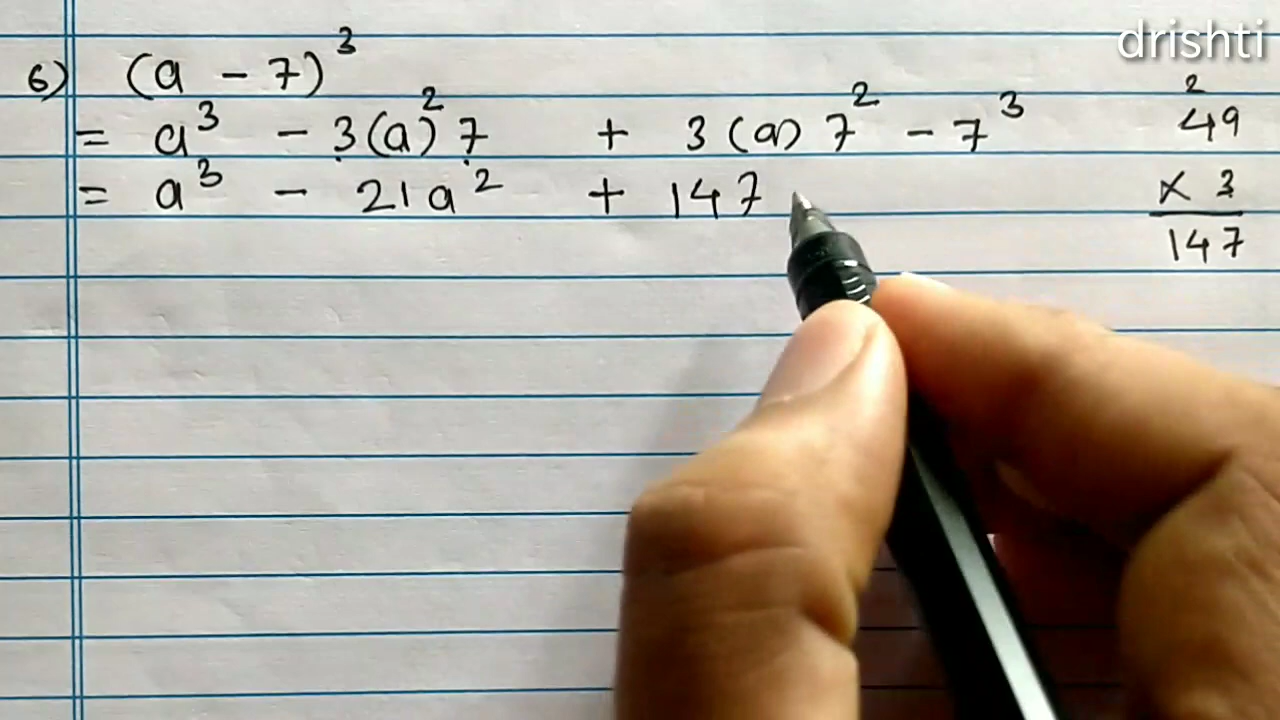 drishti
6) (a - 7)³
= a³ - 3(a)²7 + 3(a)7² - 7³
= a³ - 21a² + 147
2
49
× 3
147